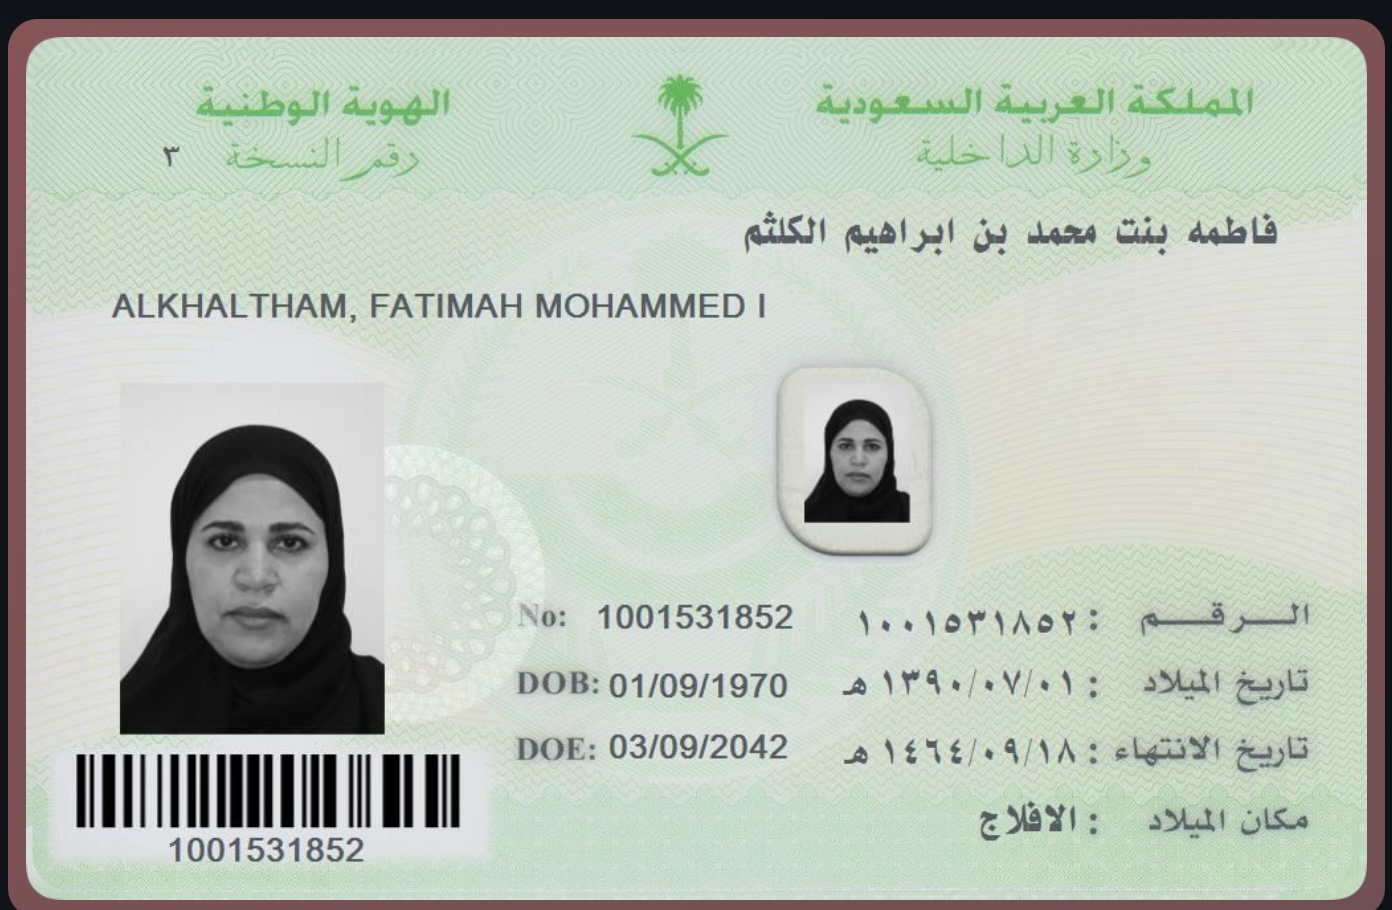 المملكة العربية السعودية
وزارة الداخلية
الهوية الوطنية
رقم النسخة ٣
فاطمه بنت محمد بن ابراهيم الكلثم
ALKHALTHAM, FATIMAH MOHAMMED I
الرقم : ١٠٠١٥٣١٨٥٢
No: 1001531852
تاريخ الميلاد : ١٣٩٠/٠٧/٠١ هـ
DOB: 01/09/1970
تاريخ الانتهاء : ١٤٦٤/٠٩/١٨ هـ
DOE: 03/09/2042
مكان الميلاد : الافلاج
1001531852